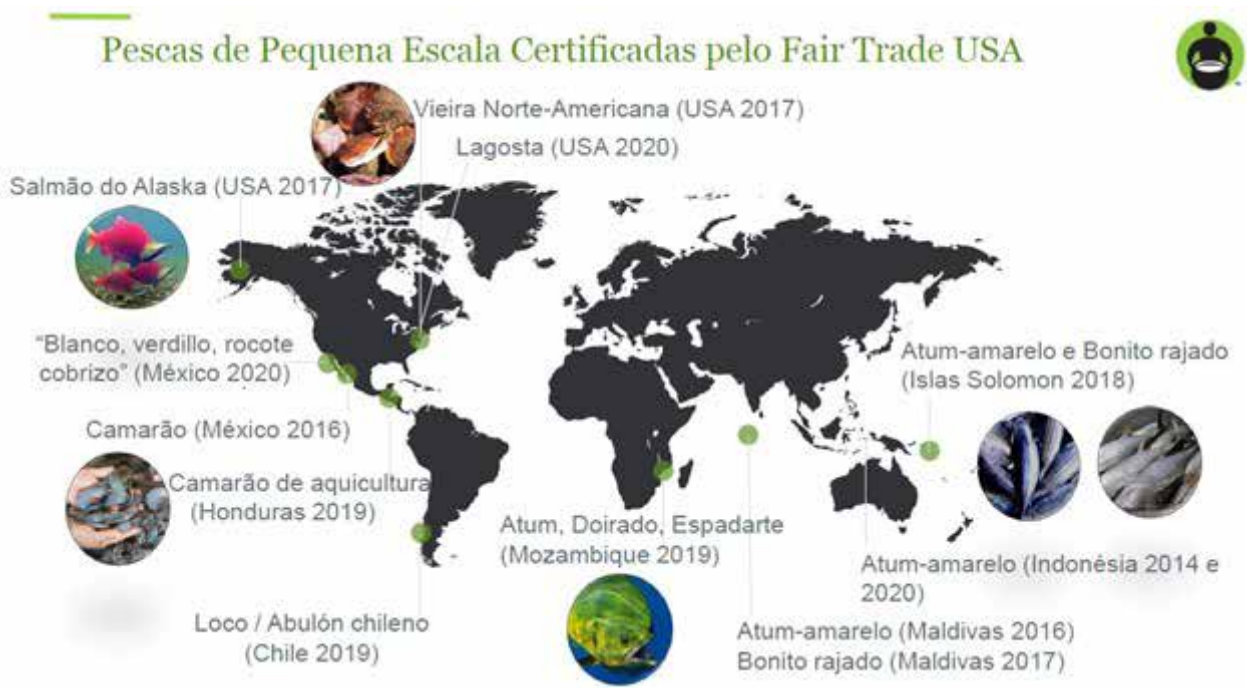 Pescas de Pequena Escala Certificadas pelo Fair Trade USA
Vieira Norte-Americana (USA 2017)
Lagosta (USA 2020)
Salmão do Alaska (USA 2017)
“Blanco, verdillo, rocote
cobrizo” (México 2020)
Camarão (México 2016)
Camarão de aquicultura
(Honduras 2019)
Loco / Abulón chileno
(Chile 2019)
Atum, Doirado, Espadarte
(Mozambique 2019)
Atum-amarelo e Bonito rajado
(Islas Solomon 2018)
Atum-amarelo (Indonésia 2014 e
2020)
Atum-amarelo (Maldivas 2016)
Bonito rajado (Maldivas 2017)